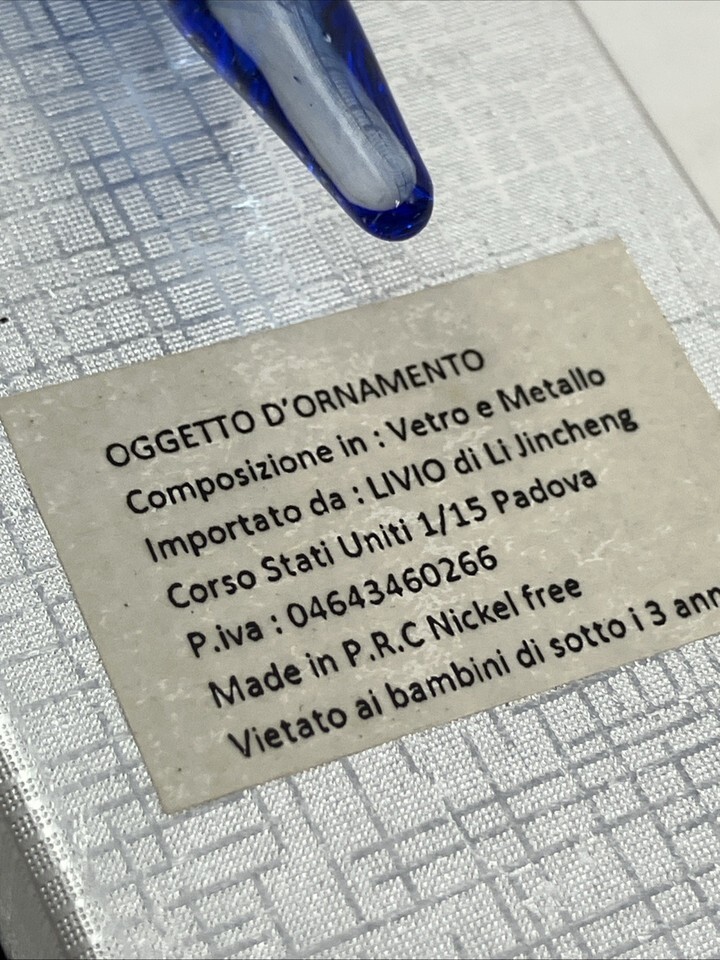 OGGETTO D'ORNAMENTO
Composizione in : Vetro e Metallo
Importato da : LIVIO di Li Jincheng
Corso Stati Uniti 1/15 Padova
P.iva : 04643460266
Made in P.R.C Nickel free
Vietato ai bambini di sotto i 3 ann